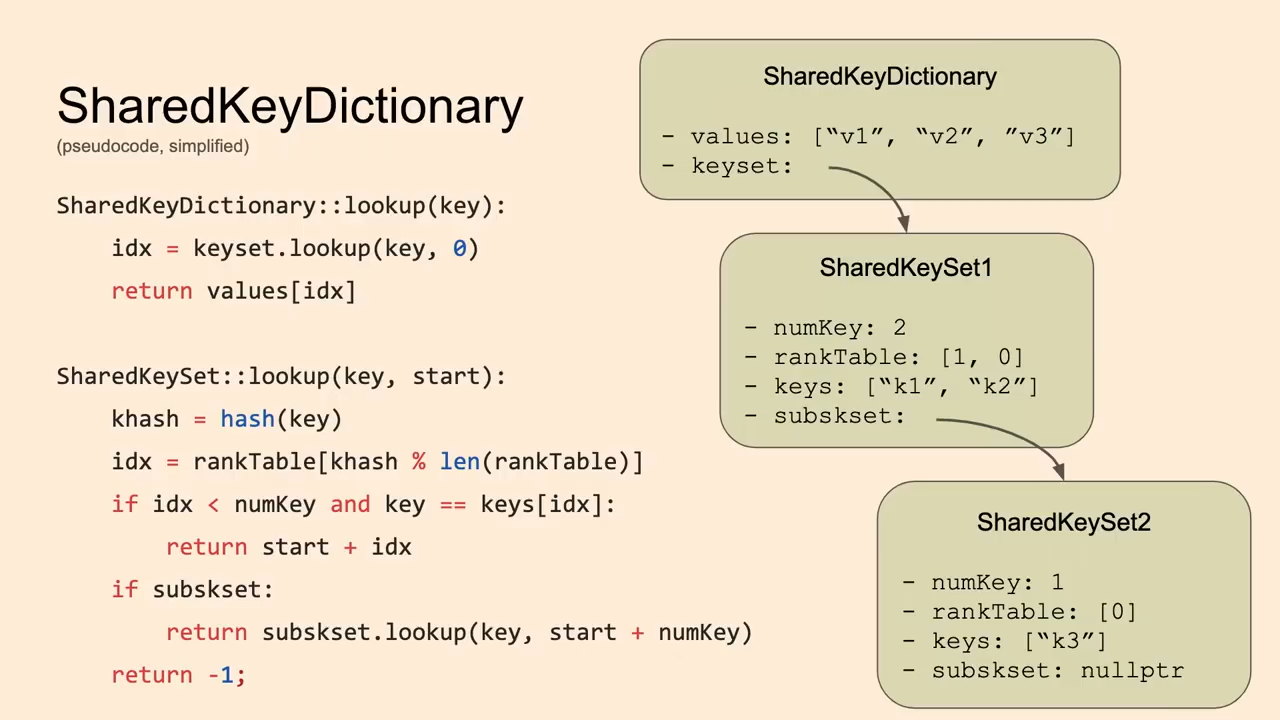 SharedKeyDictionary
(pseudocode, simplified)
SharedKeyDictionary::lookup(key):
    idx = keyset.lookup(key, 0)
    return values[idx]
SharedKeySet::lookup(key, start):
    khash = hash(key)
    idx = rankTable[khash % len(rankTable)]
    if idx < numKey and key == keys[idx]:
        return start + idx
    if subskset:
        return subskset.lookup(key, start + numKey)
    return -1;
SharedKeyDictionary
- values: [“v1”, “v2”, ”v3”]
- keyset:
SharedKeySet1
- numKey: 2
- rankTable: [1, 0]
- keys: [“k1”, “k2”]
- subskset:
SharedKeySet2
- numKey: 1
- rankTable: [0]
- keys: [“k3”]
- subskset: nullptr